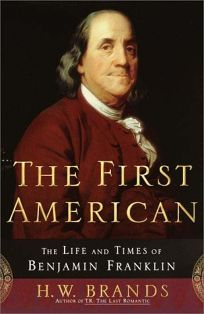 THE FIRST
AMERICAN
THE LIFE AND TIMES OF
BENJAMIN FRANKLIN
H.W. BRANDS
AUTHOR OF T.R. THE LAST ROMANTIC